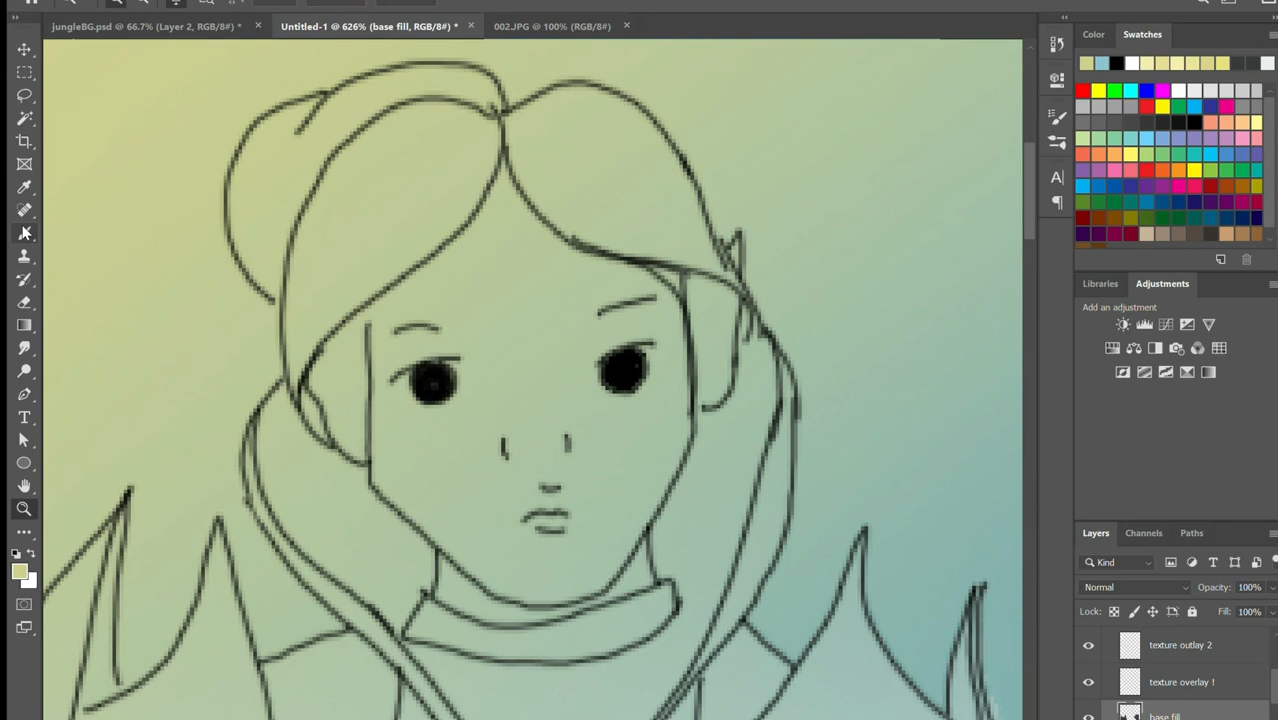 jungleBG.psd @ 66.7% (Layer 2, RGB/8#) *
Untitled-1 @ 626% (base fill, RGB/8#) *
002.JPG @ 100% (RGB/8#)
Color
Swatches
Libraries
Adjustments
Add an adjustment
Layers
Channels
Paths
Kind
Normal
Opacity: 100%
Lock:
Fill: 100%
texture outlay 2
texture overlay !
base fill